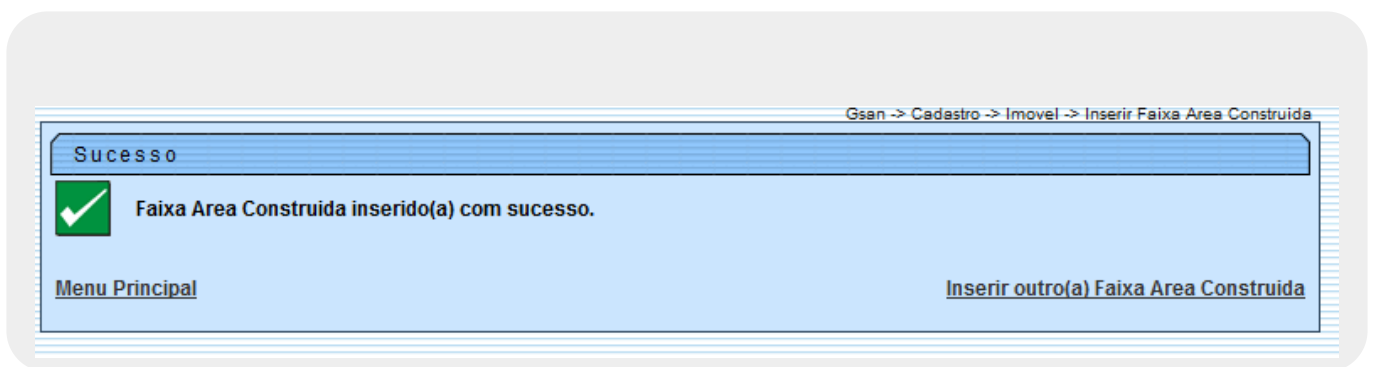 Gsan -> Cadastro -> Imovel -> Inserir Faixa Area Construida
Sucesso
Faixa Area Construida inserido(a) com sucesso.
Menu Principal
Inserir outro(a) Faixa Area Construida